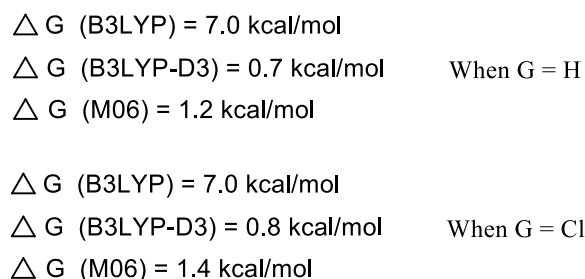 △ G (B3LYP) = 7.0 kcal/mol
△ G (B3LYP-D3) = 0.7 kcal/mol When G = H
△ G (M06) = 1.2 kcal/mol
△ G (B3LYP) = 7.0 kcal/mol
△ G (B3LYP-D3) = 0.8 kcal/mol When G = Cl
△ G (M06) = 1.4 kcal/mol